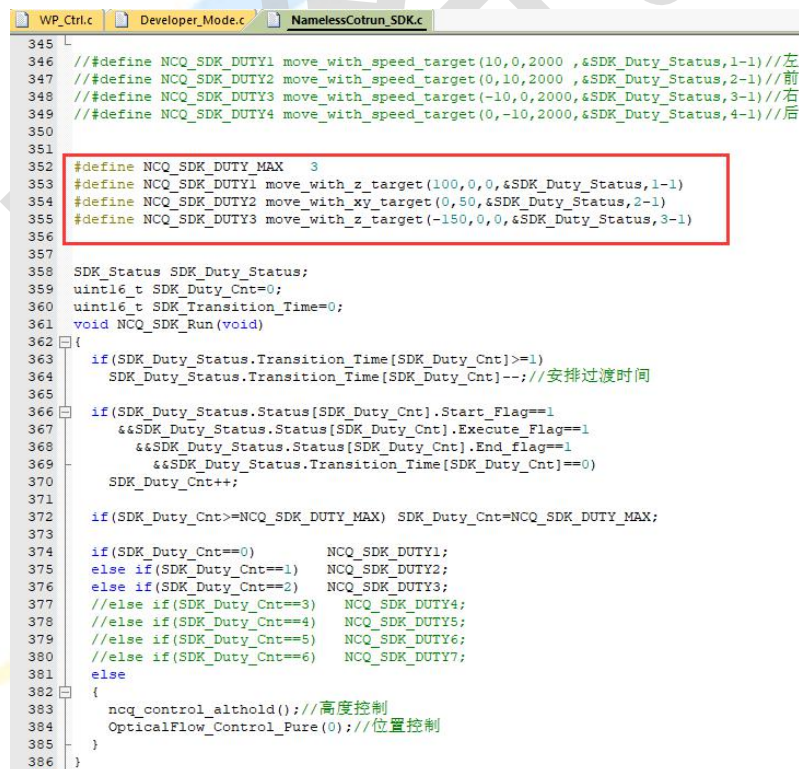 WP_Ctrl.c Developer_Mode.c NamelessCotrun_SDK.c
345
346 //#define NCQ_SDK_DUTY1 move_with_speed_target(10,0,2000 ,&SDK_Duty_Status,1-1)//左
347 //#define NCQ_SDK_DUTY2 move_with_speed_target(0,10,2000 ,&SDK_Duty_Status,2-1)//前
348 //#define NCQ_SDK_DUTY3 move_with_speed_target(-10,0,2000,&SDK_Duty_Status,3-1)//右
349 //#define NCQ_SDK_DUTY4 move_with_speed_target(0,-10,2000,&SDK_Duty_Status,4-1)//后
350
351
352 #define NCQ_SDK_DUTY_MAX 3
353 #define NCQ_SDK_DUTY1 move_with_z_target(100,0,0,&SDK_Duty_Status,1-1)
354 #define NCQ_SDK_DUTY2 move_with_xy_target(0,50,&SDK_Duty_Status,2-1)
355 #define NCQ_SDK_DUTY3 move_with_z_target(-150,0,0,&SDK_Duty_Status,3-1)
356
357
358 SDK_Status SDK_Duty_Status;
359 uint16_t SDK_Duty_Cnt=0;
360 uint16_t SDK_Transition_Time=0;
361 void NCQ_SDK_Run(void)
362 {
363 if(SDK_Duty_Status.Transition_Time[SDK_Duty_Cnt]>=1)
364 SDK_Duty_Status.Transition_Time[SDK_Duty_Cnt]--;//安排过渡时间
365
366 if(SDK_Duty_Status.Status[SDK_Duty_Cnt].Start_Flag==1
367 &&SDK_Duty_Status.Status[SDK_Duty_Cnt].Execute_Flag==1
368 &&SDK_Duty_Status.Status[SDK_Duty_Cnt].End_flag==1
369 &&SDK_Duty_Status.Transition_Time[SDK_Duty_Cnt]==0)
370 SDK_Duty_Cnt++;
371
372 if(SDK_Duty_Cnt>=NCQ_SDK_DUTY_MAX) SDK_Duty_Cnt=NCQ_SDK_DUTY_MAX;
373
374 if(SDK_Duty_Cnt==0) NCQ_SDK_DUTY1;
375 else if(SDK_Duty_Cnt==1) NCQ_SDK_DUTY2;
376 else if(SDK_Duty_Cnt==2) NCQ_SDK_DUTY3;
377 //else if(SDK_Duty_Cnt==3) NCQ_SDK_DUTY4;
378 //else if(SDK_Duty_Cnt==4) NCQ_SDK_DUTY5;
379 //else if(SDK_Duty_Cnt==5) NCQ_SDK_DUTY6;
380 //else if(SDK_Duty_Cnt==6) NCQ_SDK_DUTY7;
381 else
382 {
383 ncq_control_althold();//高度控制
384 OpticalFlow_Control_Pure(0);//位置控制
385 }
386 }